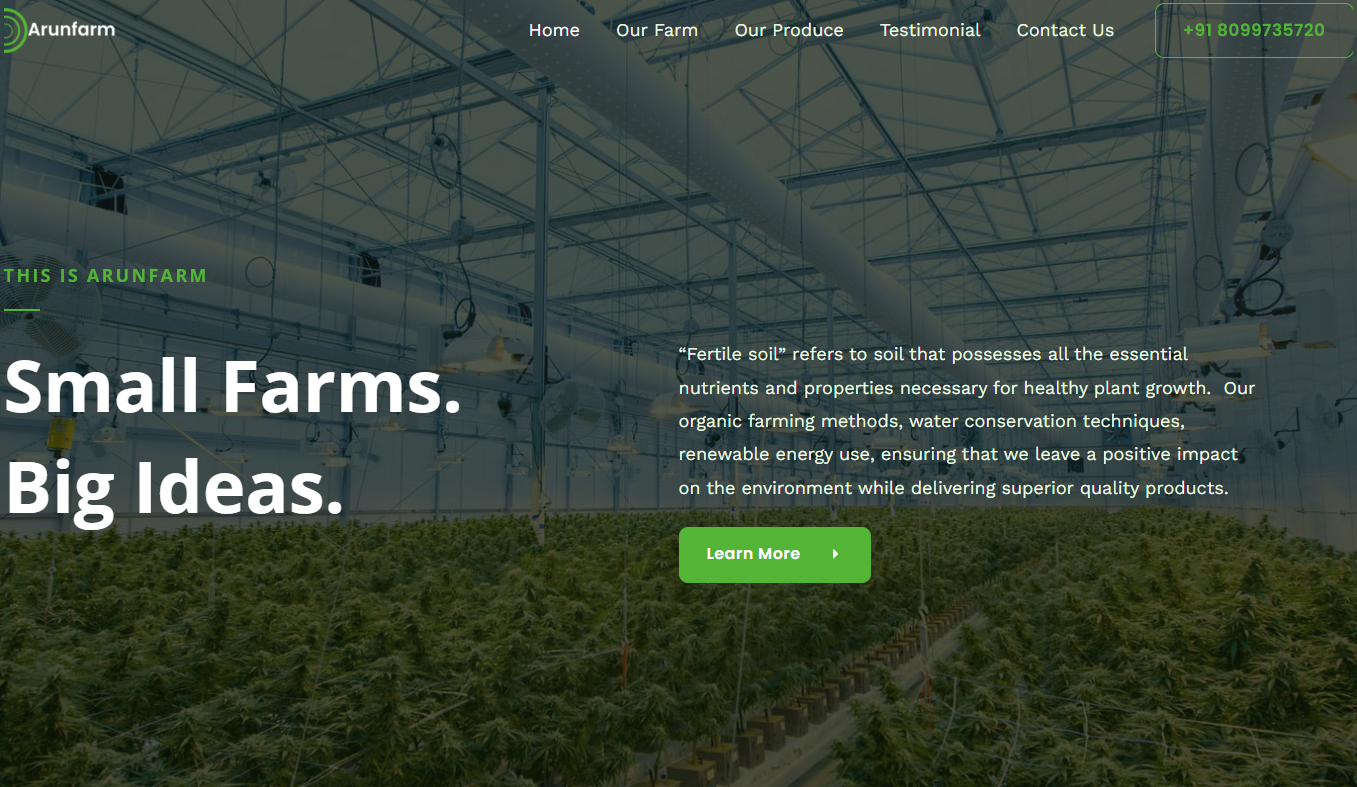 Arunfarm
Home
Our Farm
Our Produce
Testimonial
Contact Us
+91 8099735720
THIS IS ARUNFARM
Small Farms.
Big Ideas.
“Fertile soil” refers to soil that possesses all the essential
nutrients and properties necessary for healthy plant growth.  Our
organic farming methods, water conservation techniques,
renewable energy use, ensuring that we leave a positive impact
on the environment while delivering superior quality products.
Learn More